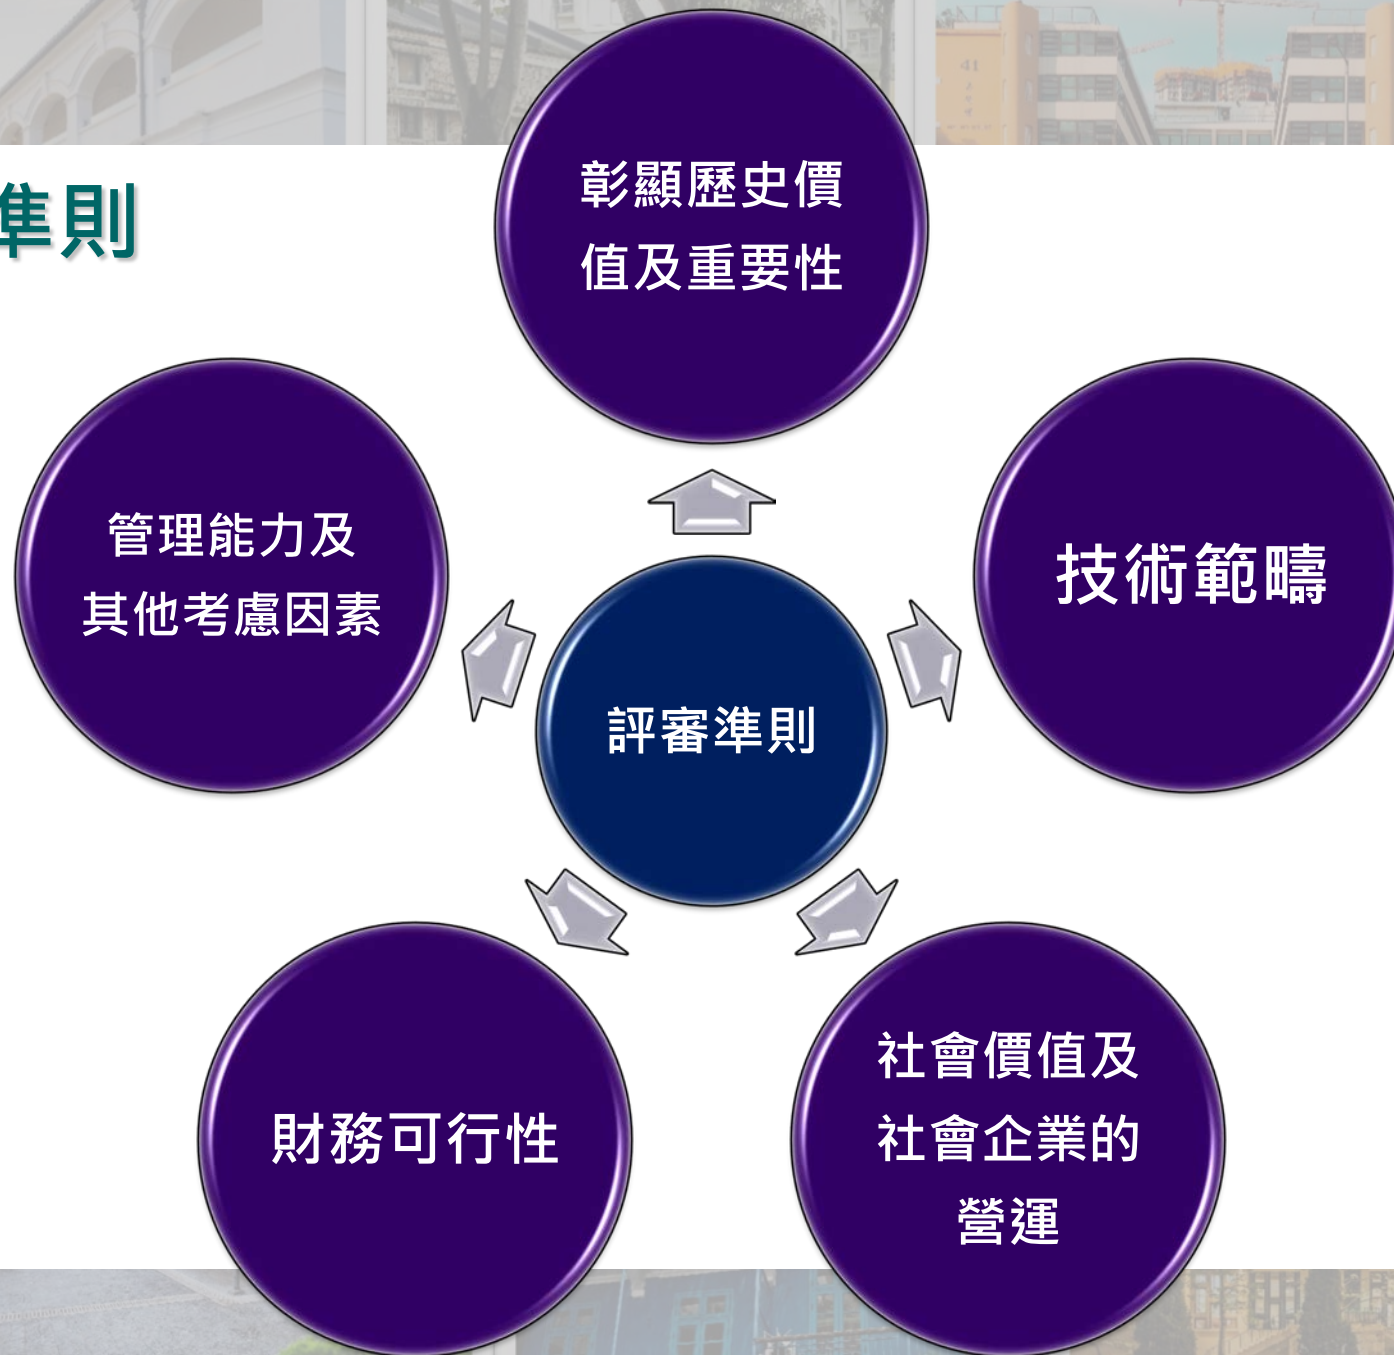 準則
彰顯歷史價
值及重要性
管理能力及
其他考慮因素
技術範疇
評審準則
財務可行性
社會價值及
社會企業的
營運
41